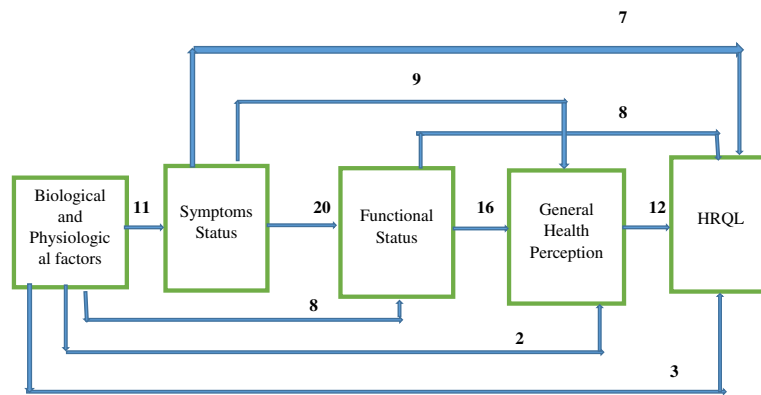 7
9
8
Biological
and
Physiologic
al factors
11
Symptoms
Status
20
Functional
Status
16
General
Health
Perception
12
HRQL
8
2
3